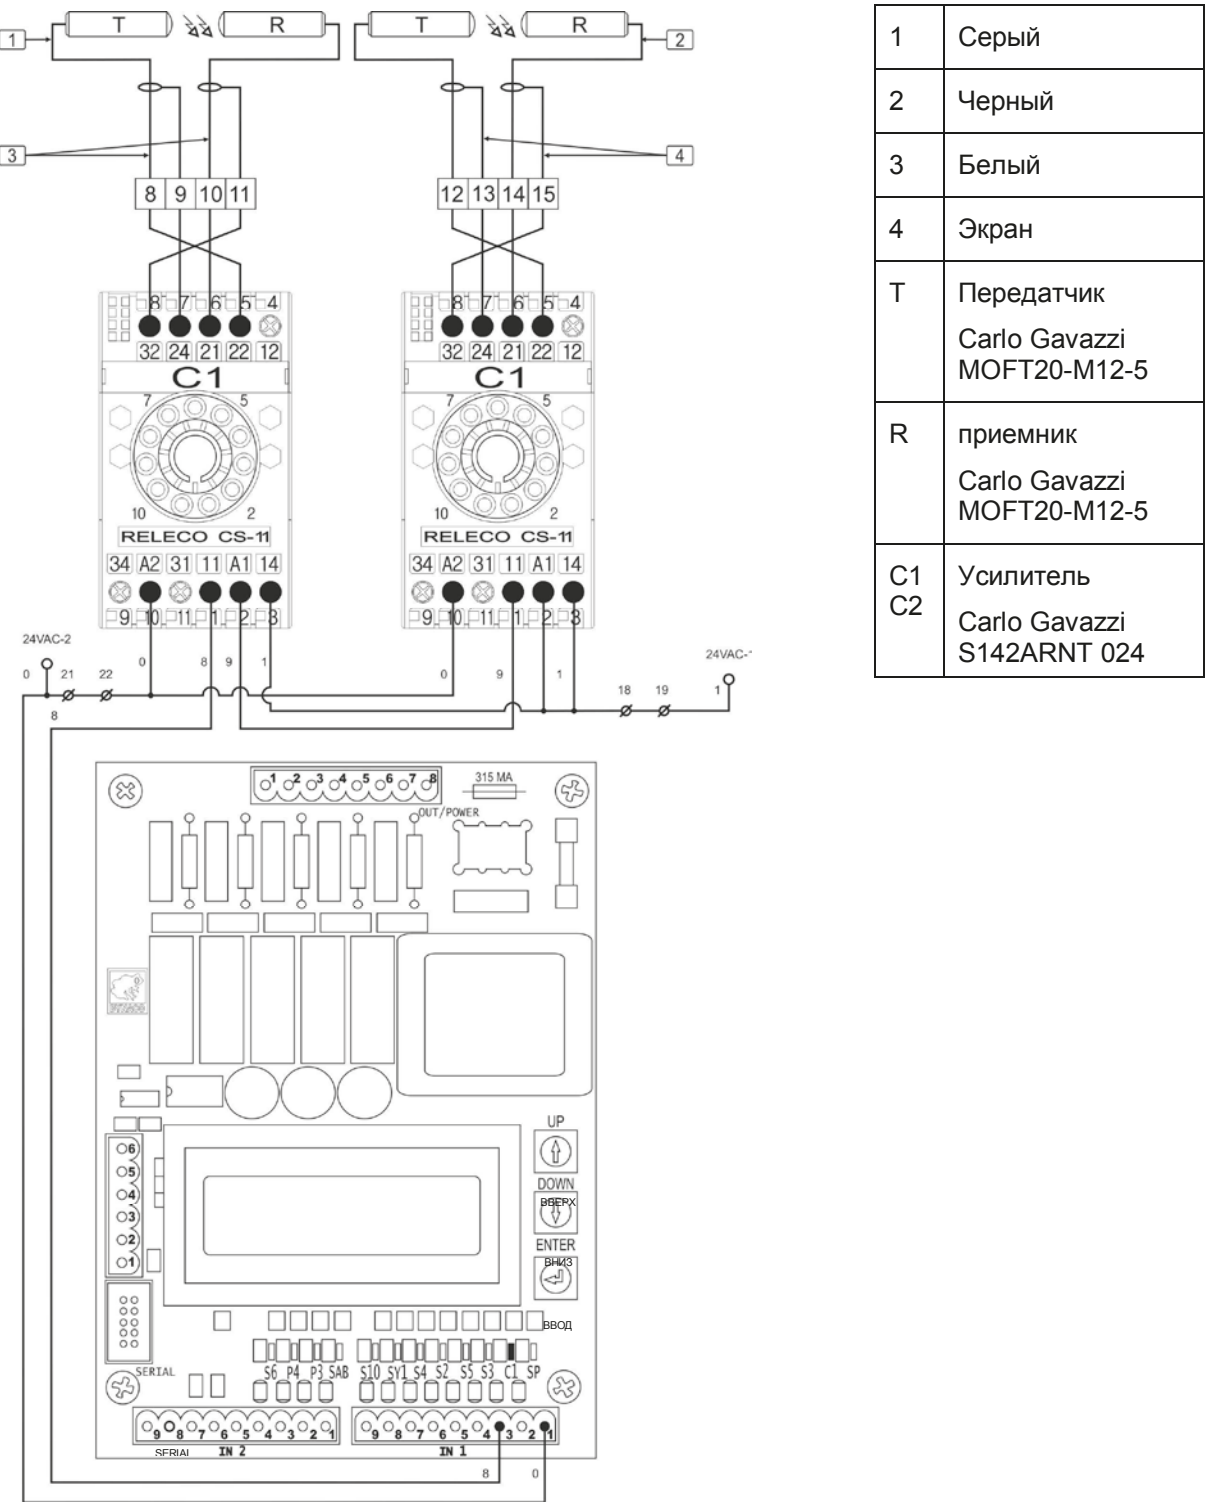 T R T R
1 2
3 4
8 9 10 11 12 13 14 15
8 7 6 5 4 8 7 6 5 4
32 24 21 22 12 32 24 21 22 12
C1 C1
7 5 7 5
10 2 10 2
RELECO CS-11 RELECO CS-11
34 A2 31 11 A1 14 34 A2 31 11 A1 14
9 10 11 1 2 3 9 10 11 1 2 3
24VAC-2
0 21 22 0 8 9 1 0 9 1 18 19 1
24VAC-
8
1 2 3 4 5 6 7 8
315 MA
OUT/POWER
UP
DOWN
ВВЕРХ
ENTER
ВНИЗ
ВВОД
6
5
4
3
2
1
SERIAL
S6 P4 P3 SAB S10 SY1 S4 S2 S5 S3 C1 SP
9 8 7 6 5 4 3 2 1 9 8 7 6 5 4 3 2 1
SERIAL IN 2 IN 1
8 0
1 Серый
2 Черный
3 Белый
4 Экран
T Передатчик
Carlo Gavazzi
MOFT20-M12-5
R приемник
Carlo Gavazzi
MOFT20-M12-5
C1 Усилитель
C2 Carlo Gavazzi
S142ARNT 024